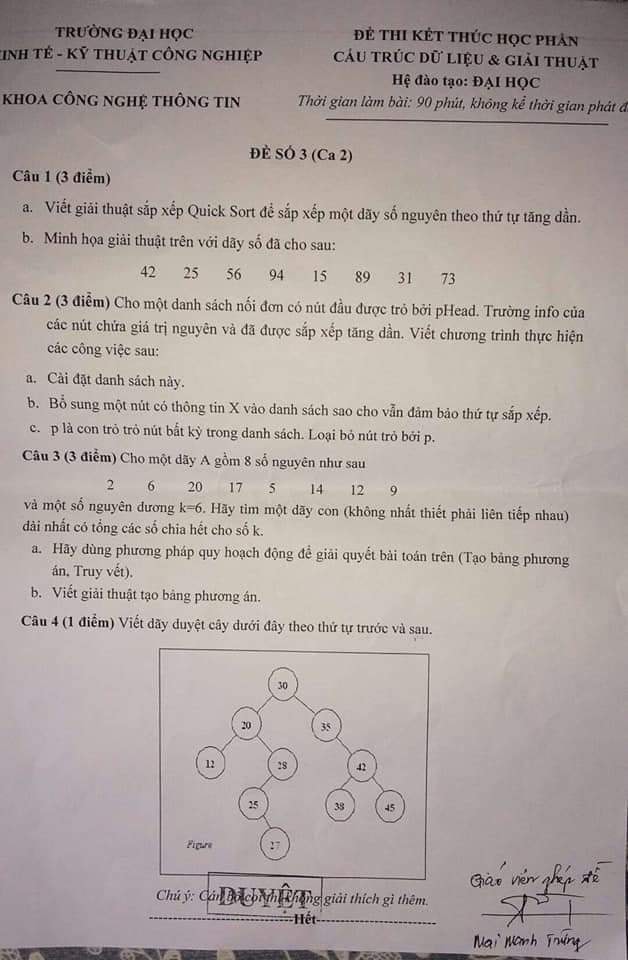 TRƯỜNG ĐẠI HỌC
INH TẾ - KỸ THUẬT CÔNG NGHIỆP
KHOA CÔNG NGHỆ THÔNG TIN
ĐỀ THI KẾT THÚC HỌC PHẦN
CẤU TRÚC DỮ LIỆU & GIẢI THUẬT
Hệ đào tạo: ĐẠI HỌC
Thời gian làm bài: 90 phút, không kể thời gian phát đ
ĐỀ SỐ 3 (Ca 2)
Câu 1 (3 điểm)
a. Viết giải thuật sắp xếp Quick Sort để sắp xếp một dãy số nguyên theo thứ tự tăng dần.
b. Minh họa giải thuật trên với dãy số đã cho sau:
42 25 56 94 15 89 31 73
Câu 2 (3 điểm) Cho một danh sách nối đơn có nút đầu được trỏ bởi pHead. Trường info của
các nút chứa giá trị nguyên và đã được sắp xếp tăng dần. Viết chương trình thực hiện
các công việc sau:
a. Cài đặt danh sách này.
b. Bổ sung một nút có thông tin X vào danh sách sao cho vẫn đảm bảo thứ tự sắp xếp.
c. p là con trỏ trỏ nút bất kỳ trong danh sách. Loại bỏ nút trỏ bởi p.
Câu 3 (3 điểm) Cho một dãy A gồm 8 số nguyên như sau
2 6 20 17 5 14 12 9
và một số nguyên dương k=6. Hãy tìm một dãy con (không nhất thiết phải liên tiếp nhau)
dài nhất có tổng các số chia hết cho số k.
a. Hãy dùng phương pháp quy hoạch động để giải quyết bài toán trên (Tạo bảng phương
án, Truy vết).
b. Viết giải thuật tạo bảng phương án.
Câu 4 (1 điểm) Viết dãy duyệt cây dưới đây theo thứ tự trước và sau.
30
20 35
12 28 42
25 38 45
27
Figure
Chú ý: Cán bộ coi thi không giải thích gì thêm.
DUYỆT
Hết
Giáo viên ghép đề
Mai Mạnh Trừng